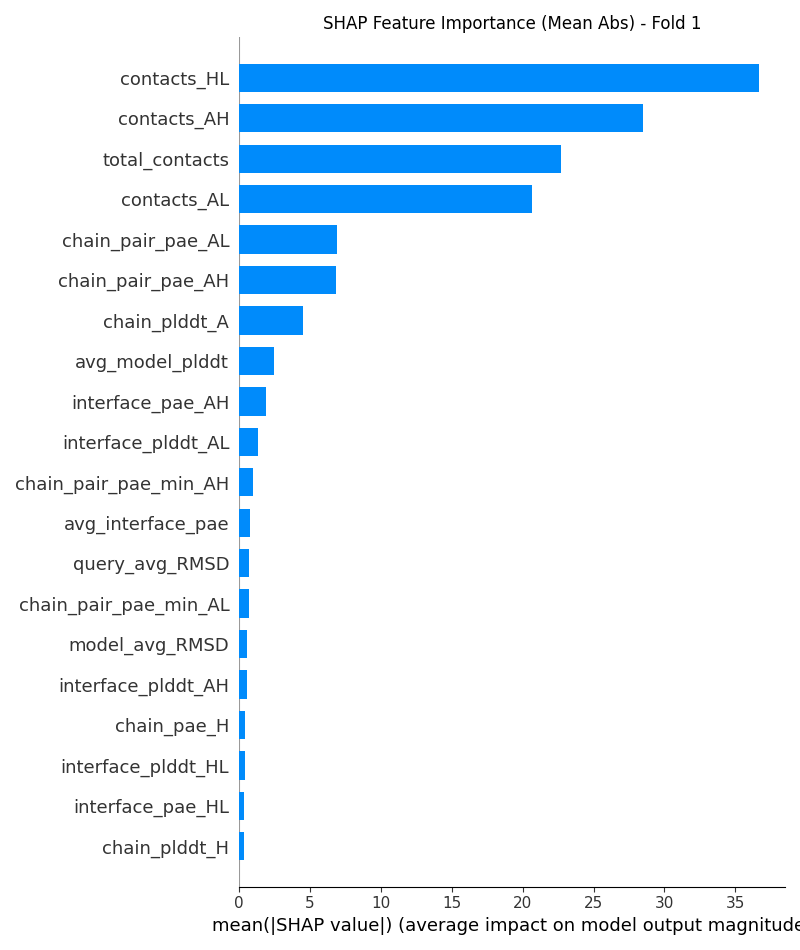 SHAP Feature Importance (Mean Abs) - Fold 1
contacts_HL
contacts_AH
total_contacts
contacts_AL
chain_pair_pae_AL
chain_pair_pae_AH
chain_plddt_A
avg_model_plddt
interface_pae_AH
interface_plddt_AL
chain_pair_pae_min_AH
avg_interface_pae
query_avg_RMSD
chain_pair_pae_min_AL
model_avg_RMSD
interface_plddt_AH
chain_pae_H
interface_plddt_HL
interface_pae_HL
chain_plddt_H
0 5 10 15 20 25 30 35
mean(|SHAP value|) (average impact on model output magnitude